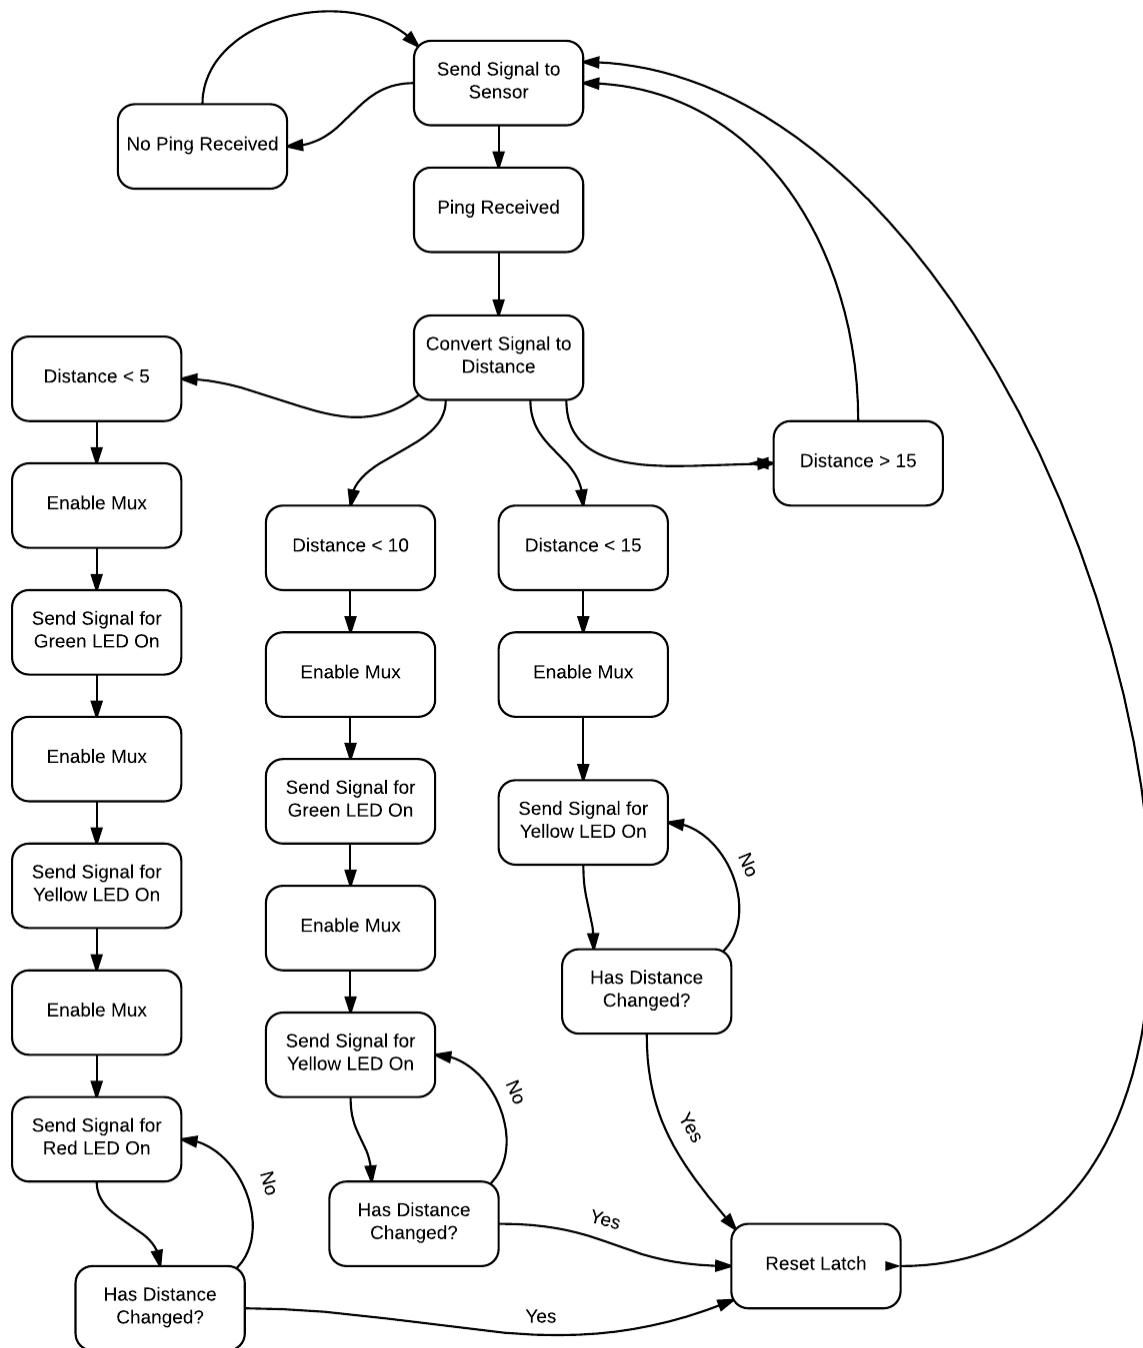 Send Signal to
Sensor
No Ping Received
Ping Received
Convert Signal to
Distance
Distance < 5
Distance > 15
Enable Mux
Distance < 10
Distance < 15
Send Signal for
Green LED On
Enable Mux
Enable Mux
Enable Mux
Send Signal for
Green LED On
Send Signal for
Yellow LED On
No
Send Signal for
Yellow LED On
Enable Mux
Has Distance
Changed?
Enable Mux
Send Signal for
Yellow LED On
No
Yes
Send Signal for
Red LED On
No
Has Distance
Changed?
Yes
Reset Latch
Has Distance
Changed?
Yes